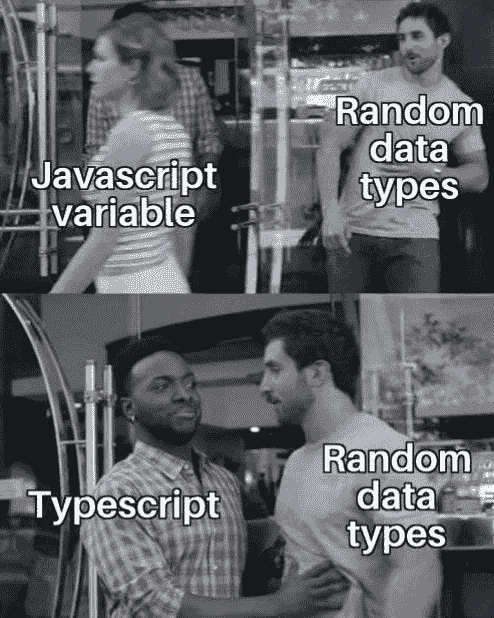 Random
data
types
Javascript
variable
Random
data
types
Typescript